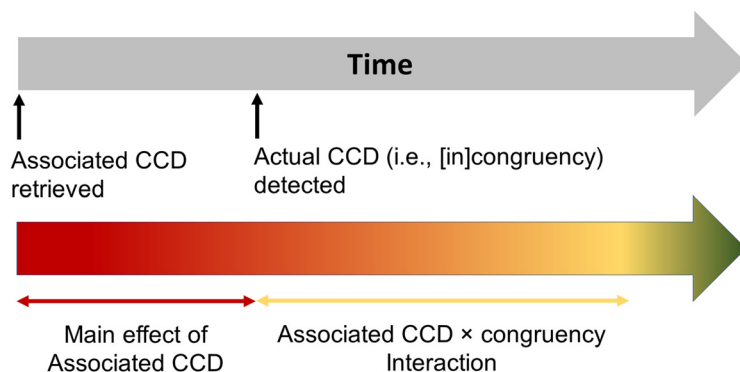 Time
Associated CCD
retrieved
Actual CCD (i.e., [in]congruency)
detected
Main effect of
Associated CCD
Associated CCD × congruency
Interaction